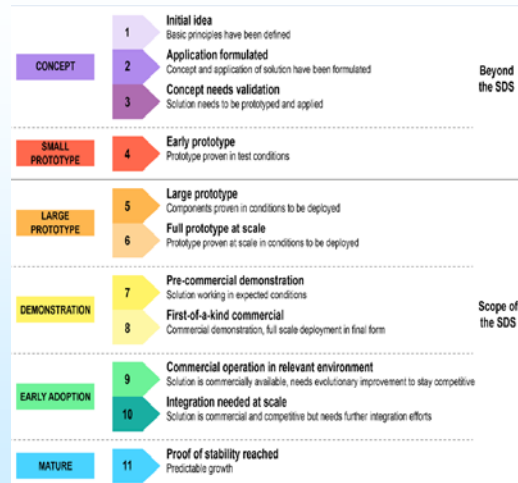 1
Initial idea
Basic principles have been defined
CONCEPT
2
Application formulated
Concept and application of solution have been formulated
3
Concept needs validation
Solution needs to be prototyped and applied
Beyond
the SDS
SMALL
PROTOTYPE
4
Early prototype
Prototype proven in test conditions
LARGE
PROTOTYPE
5
Large prototype
Components proven in conditions to be deployed
6
Full prototype at scale
Prototype proven at scale in conditions to be deployed
DEMONSTRATION
7
Pre-commercial demonstration
Solution working in expected conditions
8
First-of-a-kind commercial
Commercial demonstration, full scale deployment in final form
Scope of
the SDS
EARLY ADOPTION
9
Commercial operation in relevant environment
Solution is commercially available, needs evolutionary improvement to stay competitive
10
Integration needed at scale
Solution is commercial and competitive but needs further integration efforts
MATURE
11
Proof of stability reached
Predictable growth